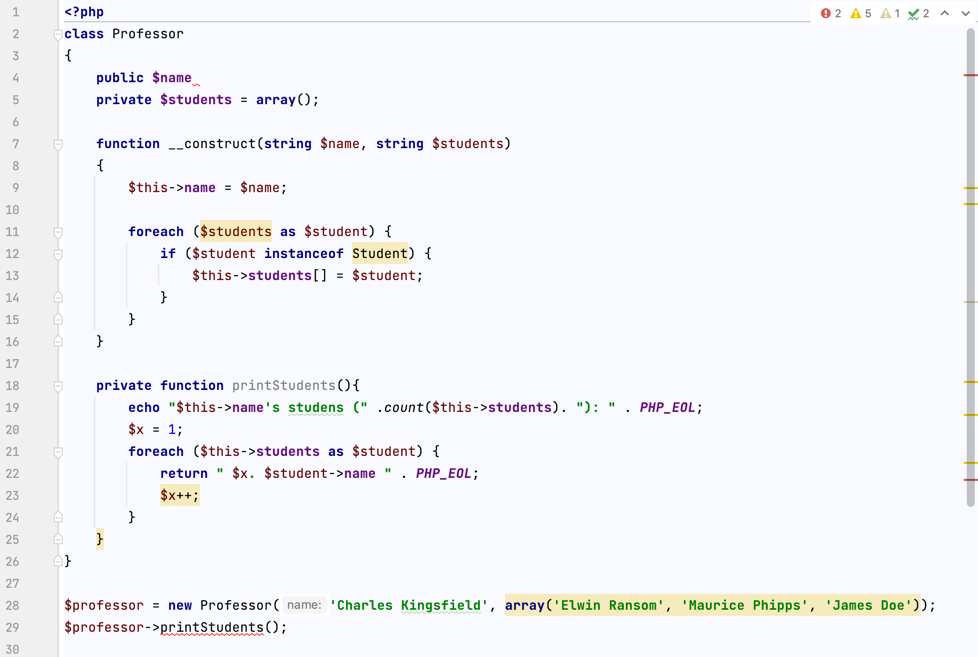 2 5 1 2
1 <?php
2 class Professor
3 {
4 public $name
5 private $students = array();
6
7 function __construct(string $name, string $students)
8 {
9 $this->name = $name;
10
11 foreach ($students as $student) {
12 if ($student instanceof Student) {
13 $this->students[] = $student;
14 }
15 }
16 }
17
18 private function printStudents(){
19 echo "$this->name's studens (" .count($this->students). "): " . PHP_EOL;
20 $x = 1;
21 foreach ($this->students as $student) {
22 return " $x. $student->name " . PHP_EOL;
23 $x++;
24 }
25 }
26 }
27
28 $professor = new Professor( name: 'Charles Kingsfield', array('Elwin Ransom', 'Maurice Phipps', 'James Doe'));
29 $professor->printStudents();
30